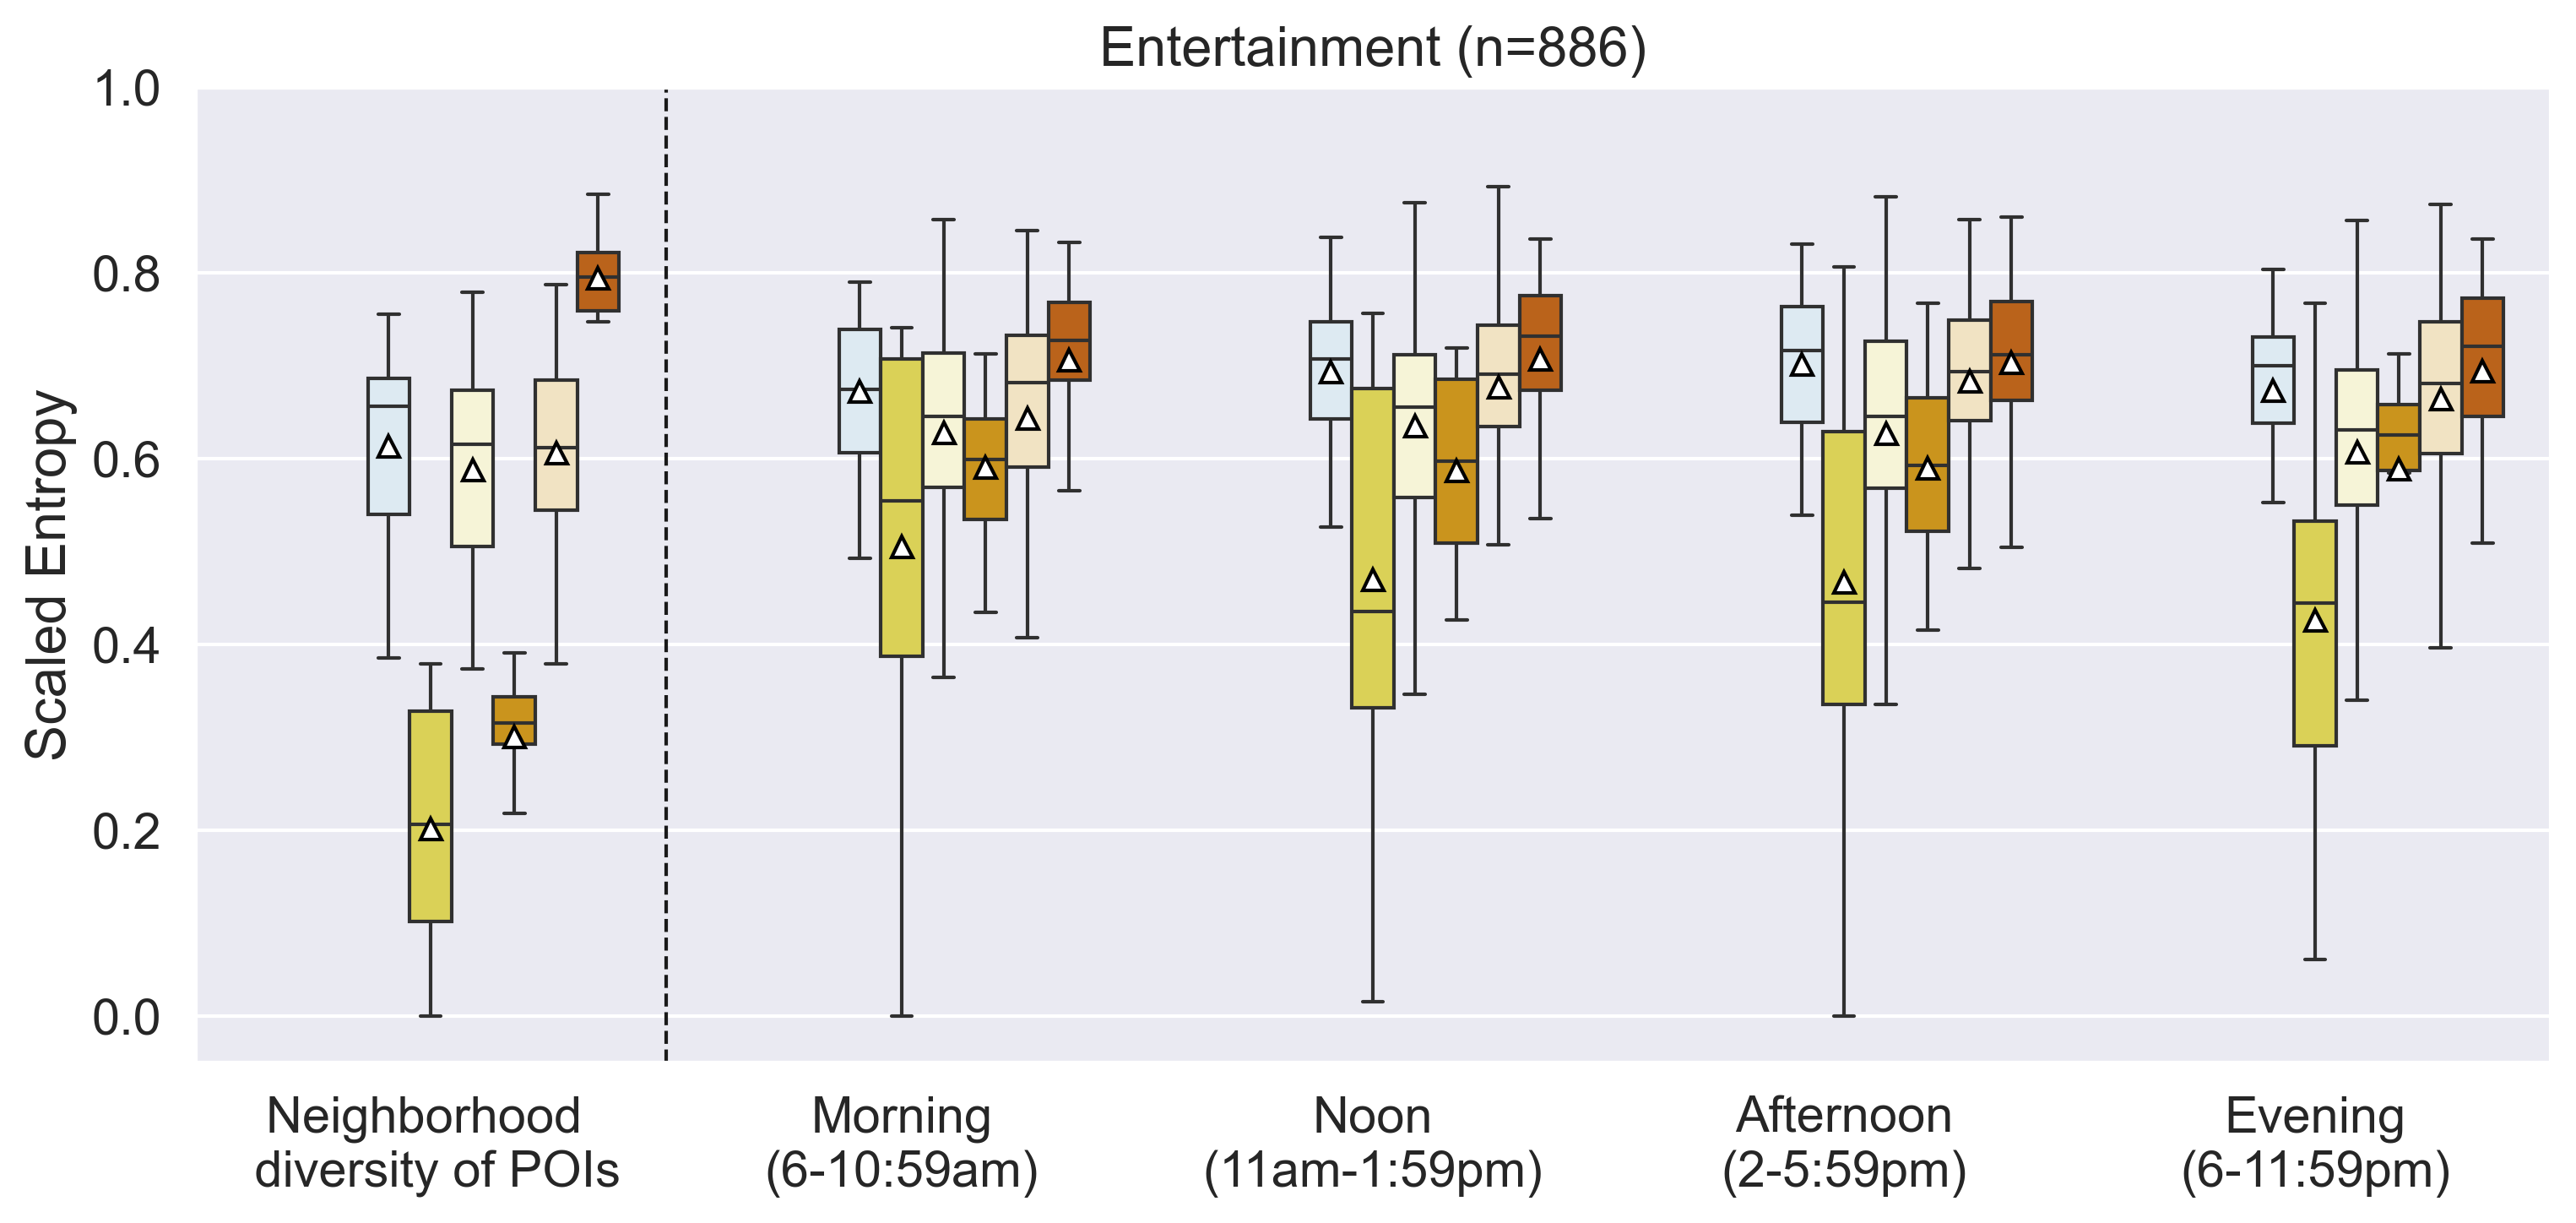 Entertainment (n=886)
Scaled Entropy
1.0
0.8
0.6
0.4
0.2
0.0
Neighborhood
diversity of POIs
Morning
(6-10:59am)
Noon
(11am-1:59pm)
Afternoon
(2-5:59pm)
Evening
(6-11:59pm)